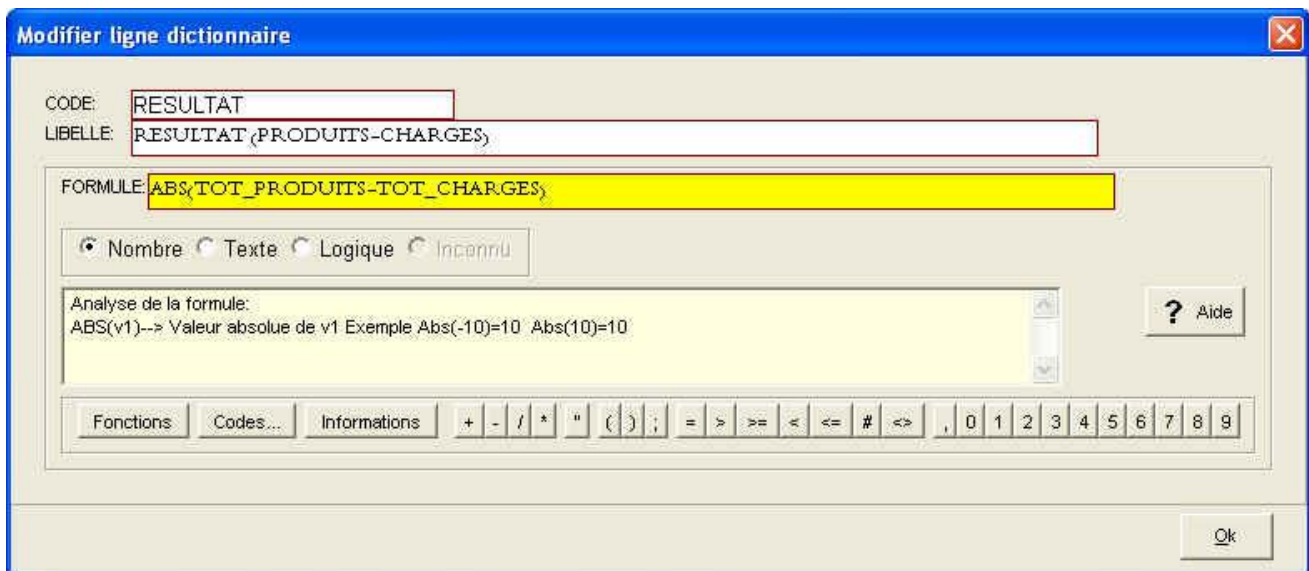 Modifier ligne dictionnaire
CODE: RESULTAT
LIBELLE: RESULTAT (PRODUITS-CHARGES)
FORMULE: ABS(TOT_PRODUITS-TOT_CHARGES)
Nombre Texte Logique Inconnu
Analyse de la formule:
ABS(v1)--> Valeur absolue de v1 Exemple Abs(-10)=10 Abs(10)=10
? Aide
Fonctions Codes... Informations + - / * " ( ) ; = > >= < <= # <> , 0 1 2 3 4 5 6 7 8 9
Ok